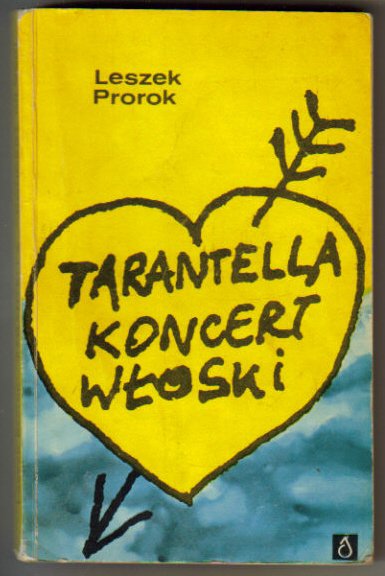 Leszek
Prorok
TARANTELLA
KONCERT
WŁOSKi